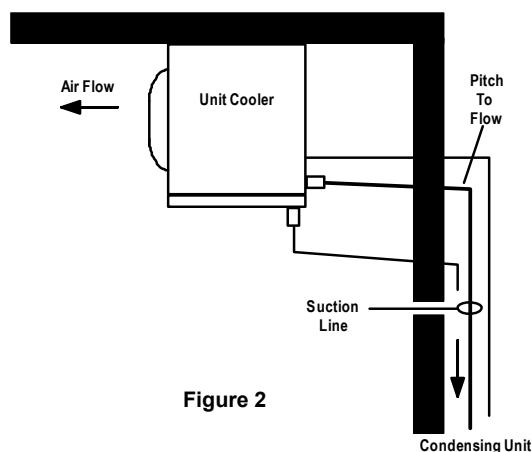 Air Flow
Unit Cooler
Pitch
To
Flow
Suction
Line
Figure 2
Condensing Unit